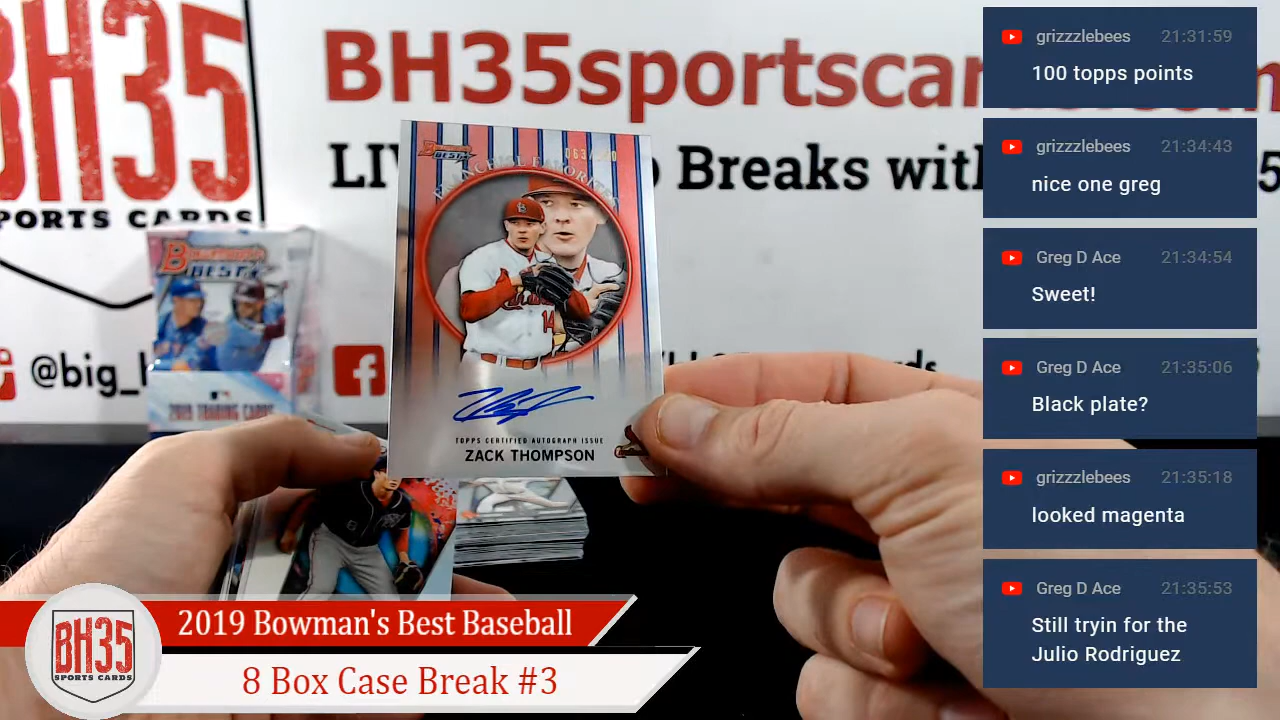 BH35
SPORTS CARDS
BH35sportscar
LI
Breaks with
@big_
BOWMAN'S
BEST
2019 TRADING CARDS
ZACK THOMPSON
TOPPS CERTIFIED AUTOGRAPH ISSUE
14
2019 Bowman's Best Baseball
8 Box Case Break #3
BH35
SPORTS CARDS
grizzzlebees 21:31:59
100 topps points
grizzzlebees 21:34:43
nice one greg
Greg D Ace 21:34:54
Sweet!
Greg D Ace 21:35:06
Black plate?
grizzzlebees 21:35:18
looked magenta
Greg D Ace 21:35:53
Still tryin for the
Julio Rodriguez